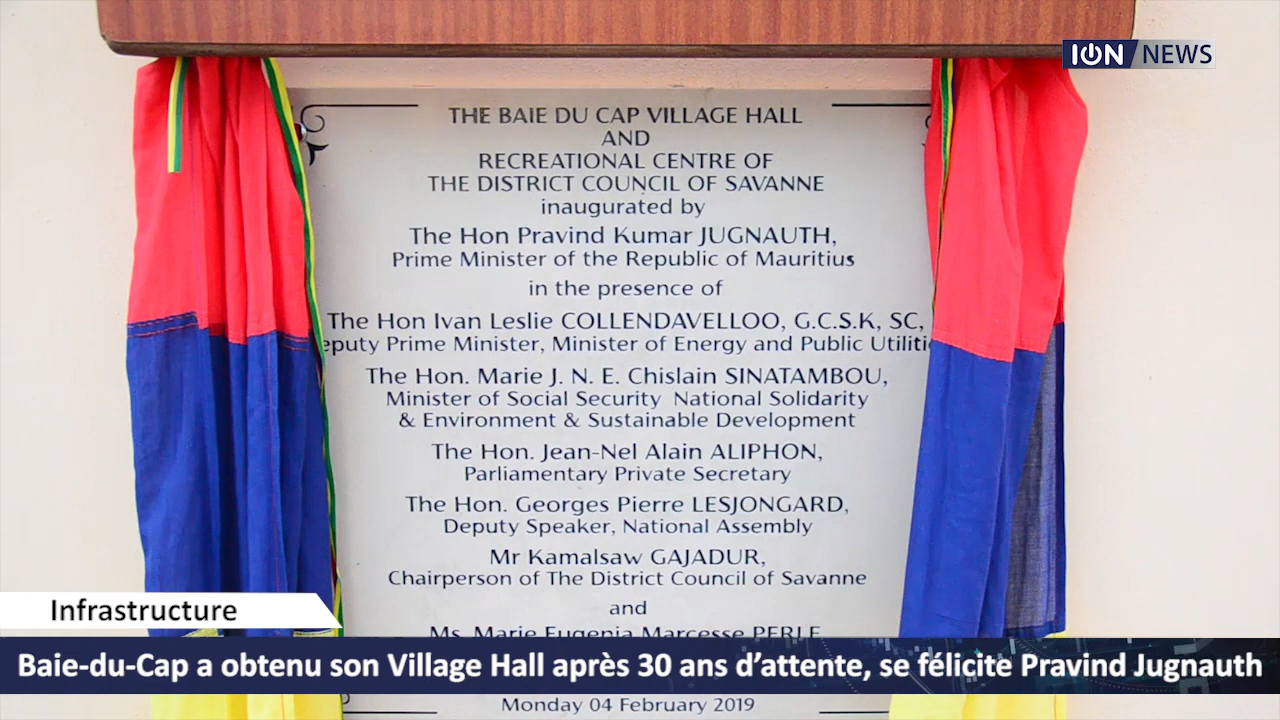 ION NEWS
THE BAIE DU CAP VILLAGE HALL
AND
RECREATIONAL CENTRE OF
THE DISTRICT COUNCIL OF SAVANNE
inaugurated by
The Hon Pravind Kumar JUGNAUTH,
Prime Minister of the Republic of Mauritius
in the presence of
The Hon Ivan Leslie COLLENDAVELLOO, G.C.S.K, SC,
eputy Prime Minister, Minister of Energy and Public Utiliti
The Hon. Marie J. N. E. Chislain SINATAMBOU,
Minister of Social Security National Solidarity
& Environment & Sustainable Development
The Hon. Jean-Nel Alain ALIPHON,
Parliamentary Private Secretary
The Hon. Georges Pierre LESJONGARD,
Deputy Speaker, National Assembly
Mr Kamalsaw GAJADUR,
Chairperson of The District Council of Savanne
and
Ms. Marie Eugenia Marcesse PERLE
Infrastructure
Baie-du-Cap a obtenu son Village Hall après 30 ans d’attente, se félicite Pravind Jugnauth
Monday 04 February 2019